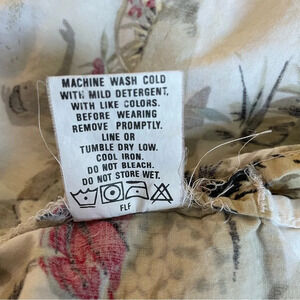 MACHINE WASH COLD
WITH MILD DETERGENT,
WITH LIKE COLORS.
BEFORE WEARING
REMOVE PROMPTLY.
LINE OR
TUMBLE DRY LOW.
COOL IRON.
DO NOT BLEACH.
DO NOT STORE WET.
FLF